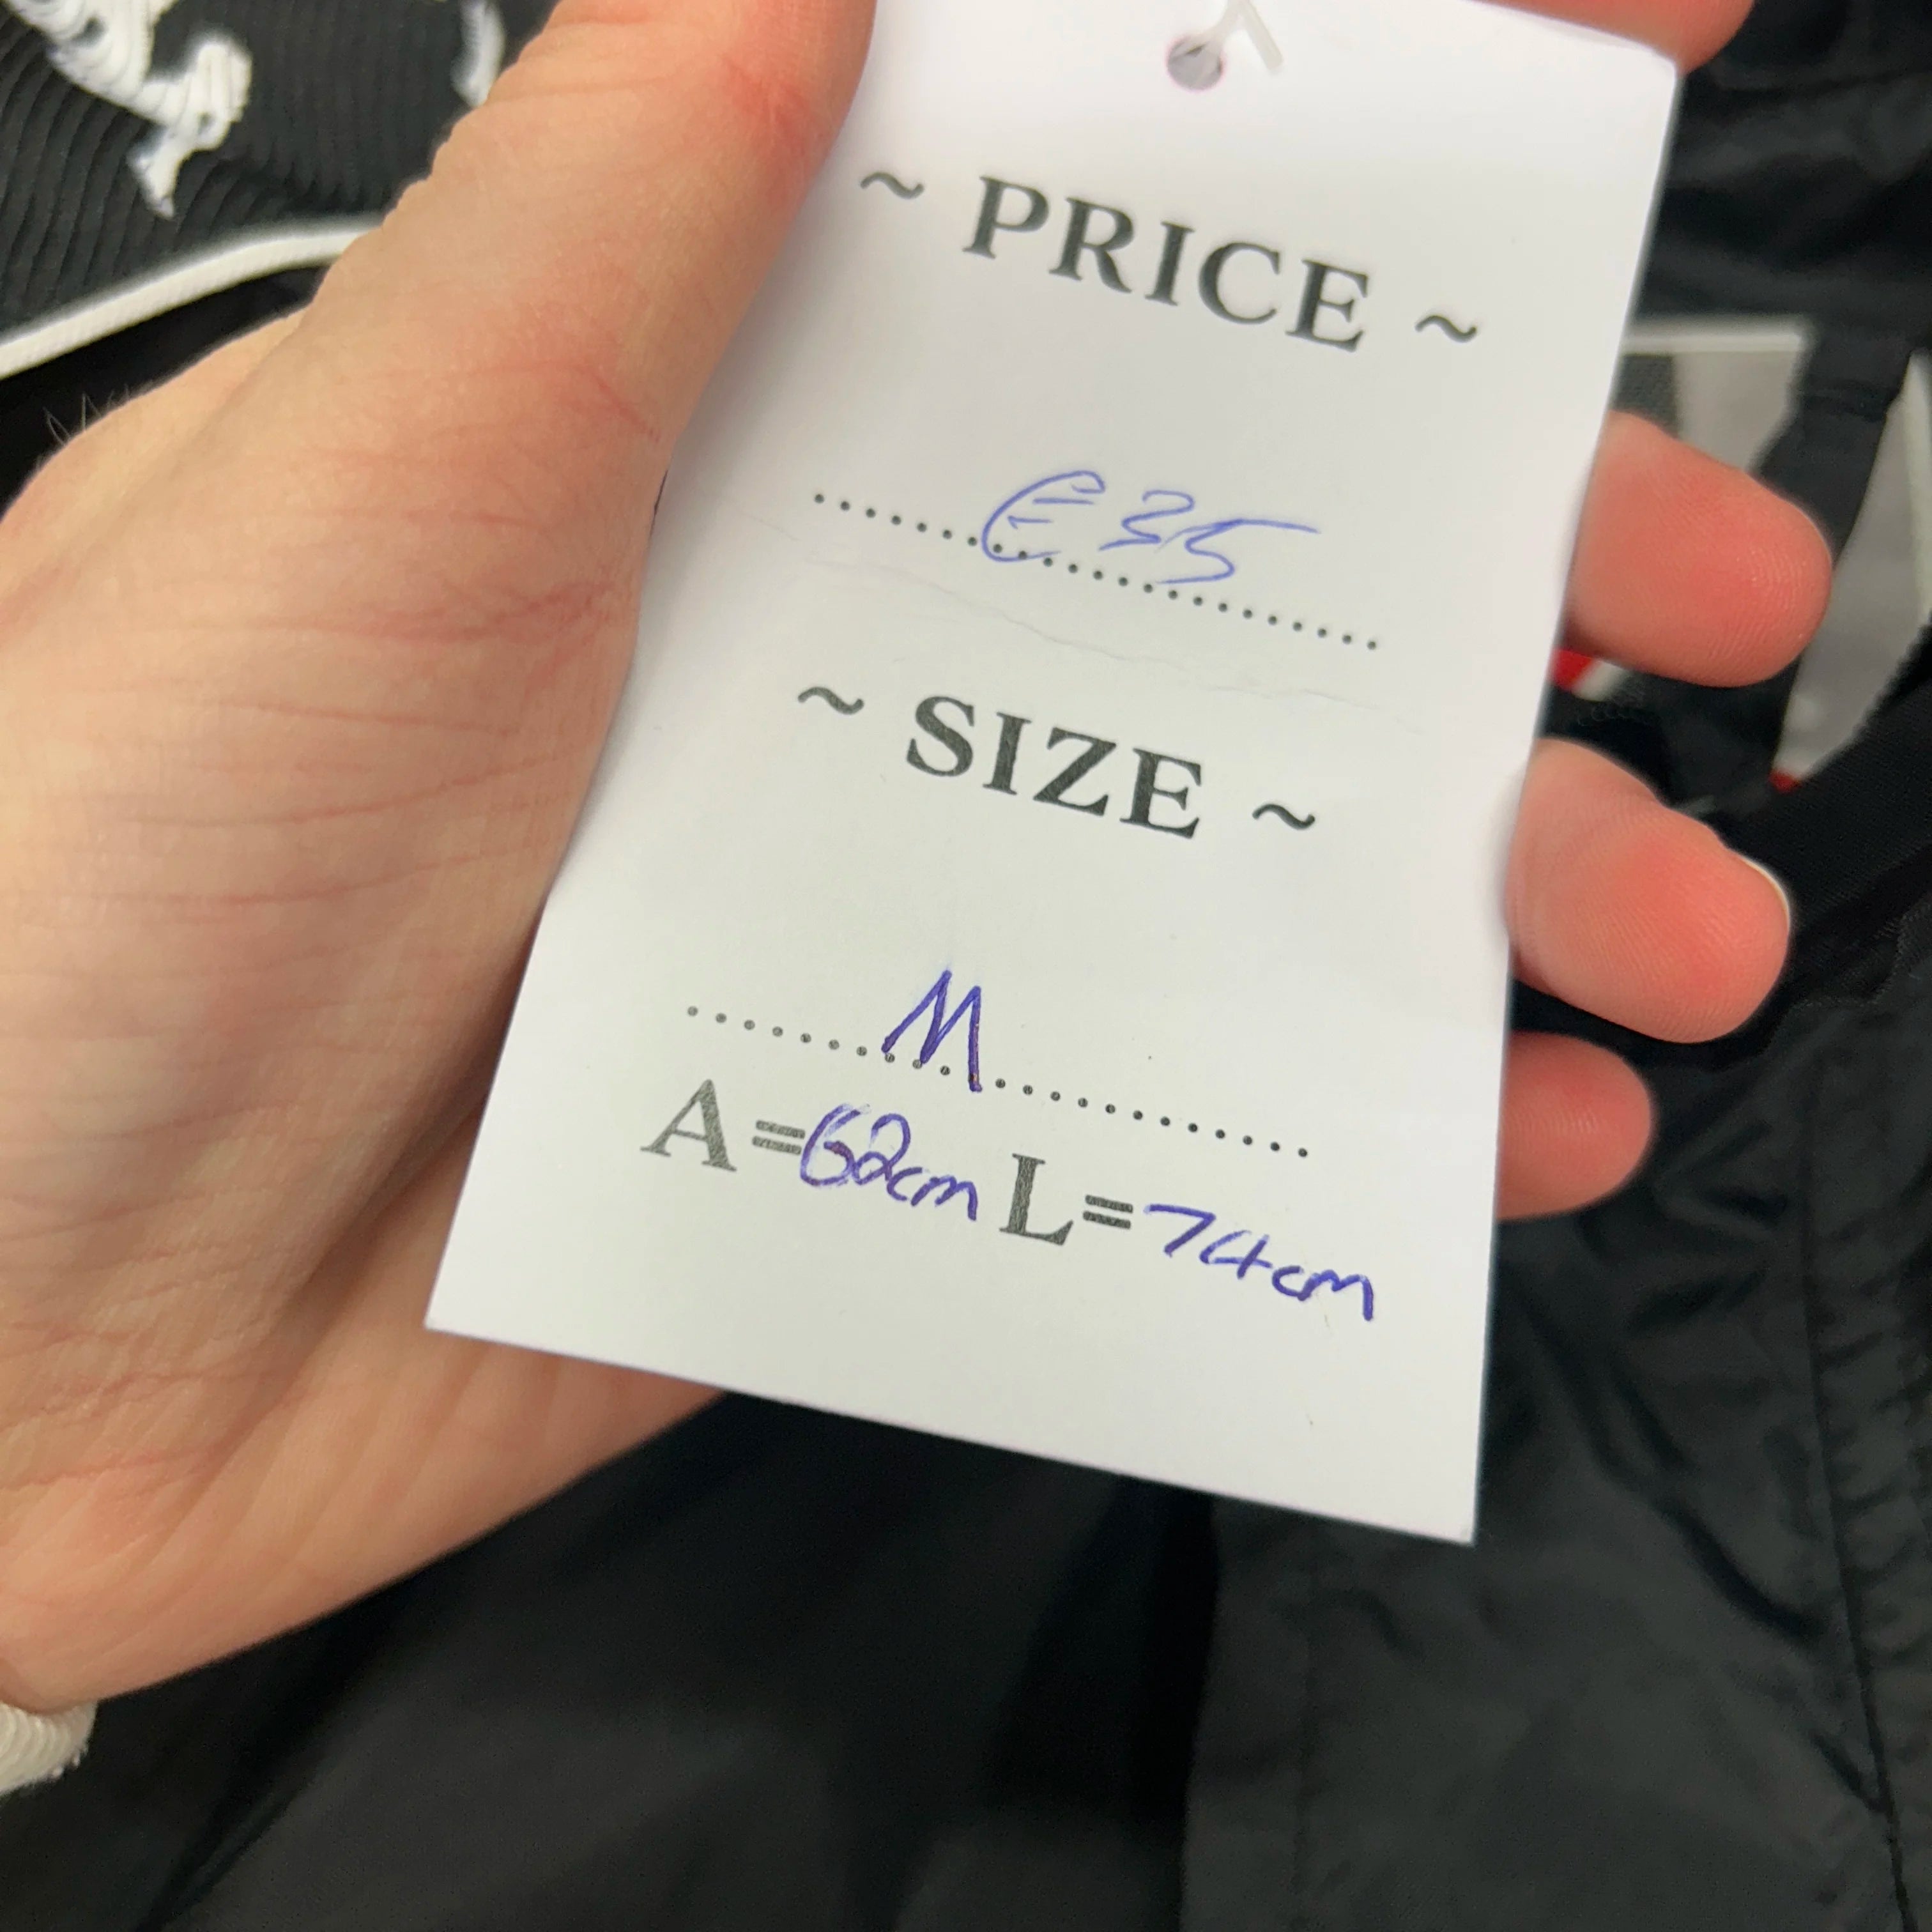 ~ PRICE ~
€35
~ SIZE ~
M
A=62cm L=74cm